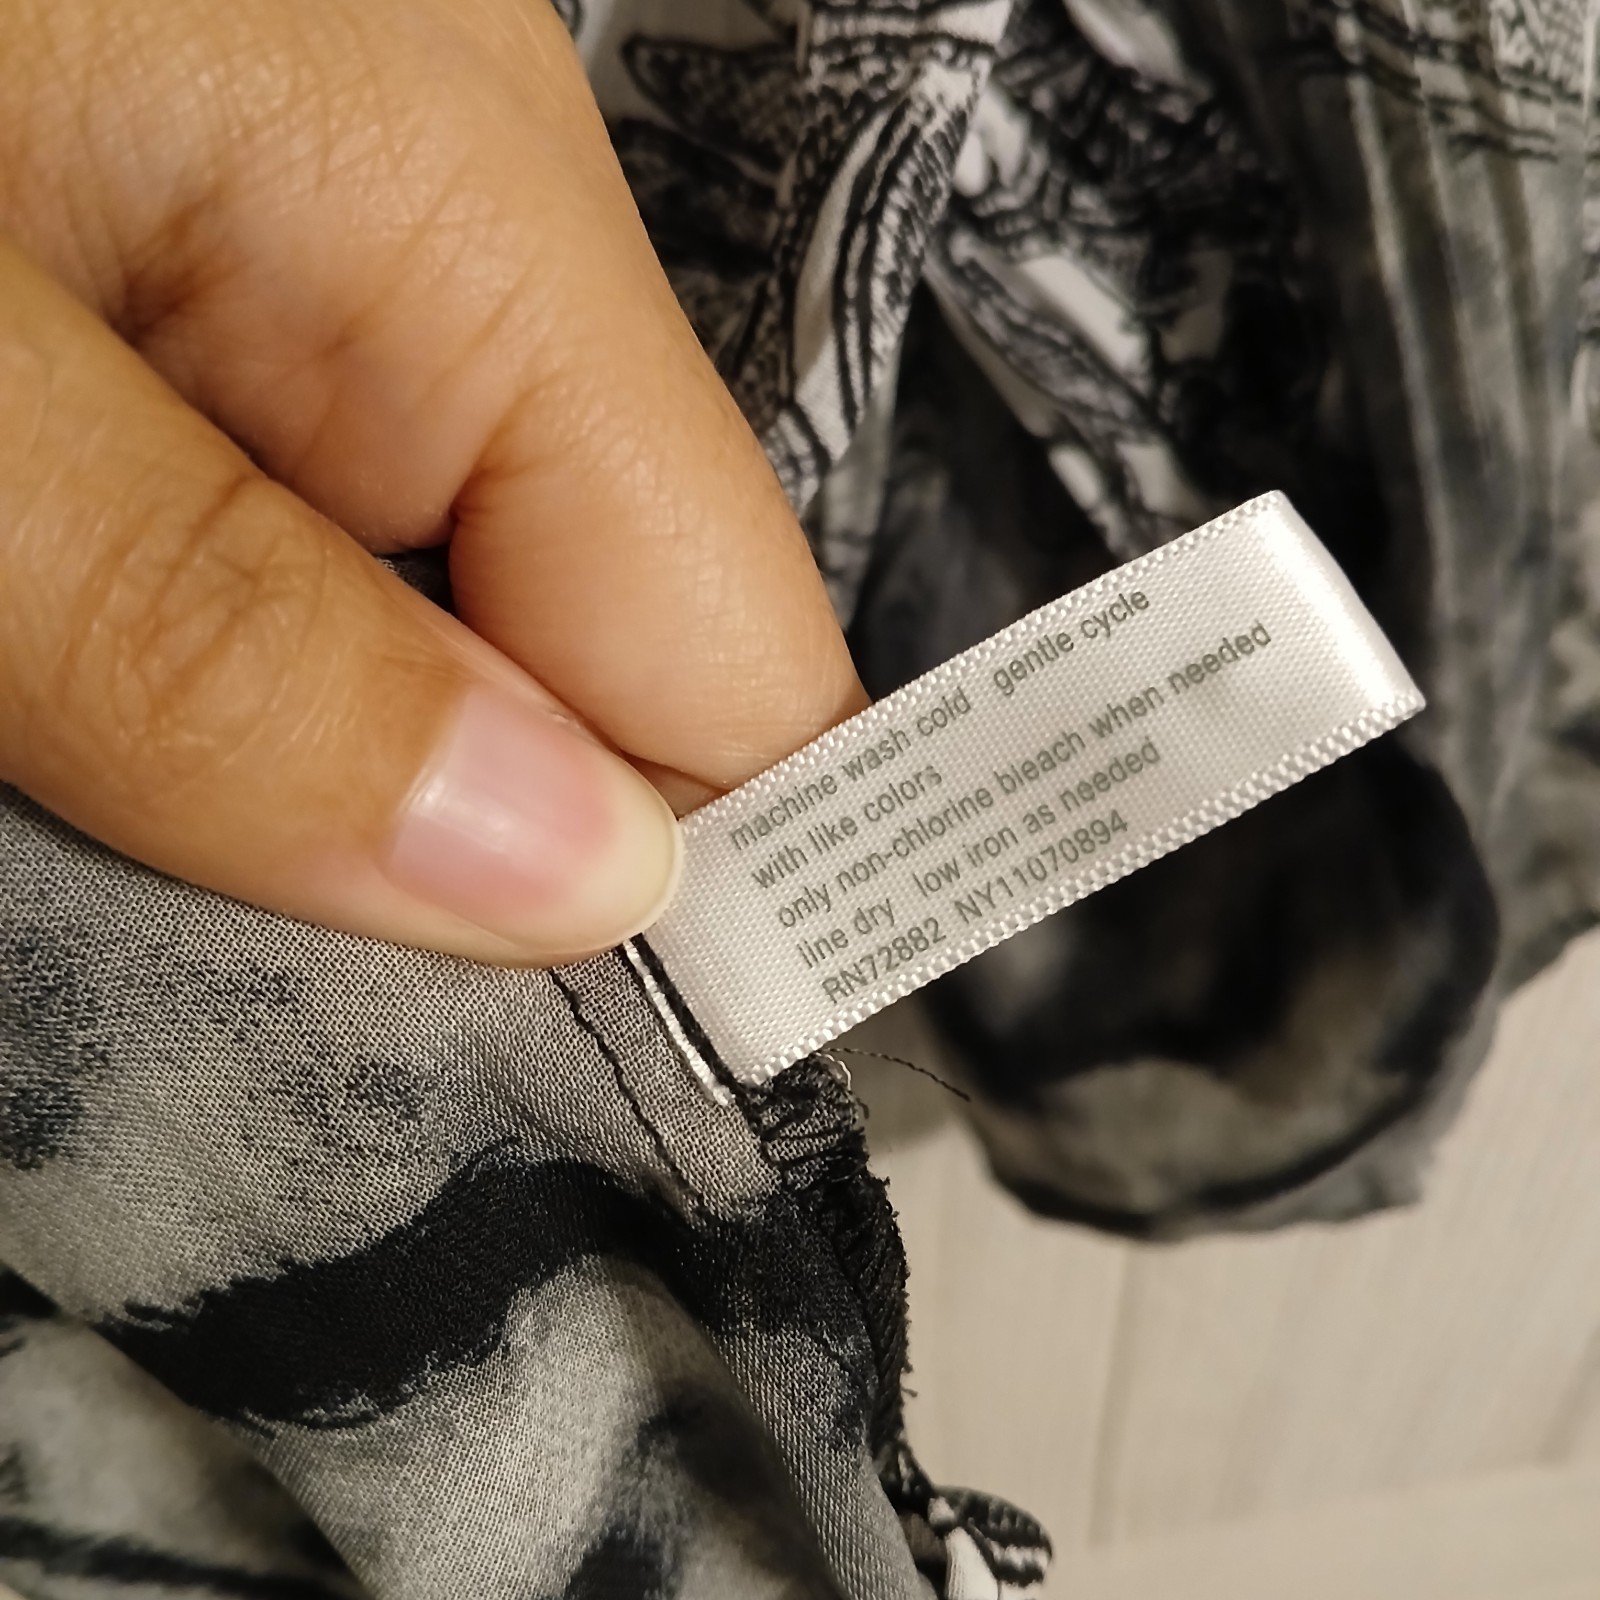 machine wash cold gentle cycle
with like colors
only non-chlorine bleach when needed
line dry low iron as needed
RN72882 NY11070894